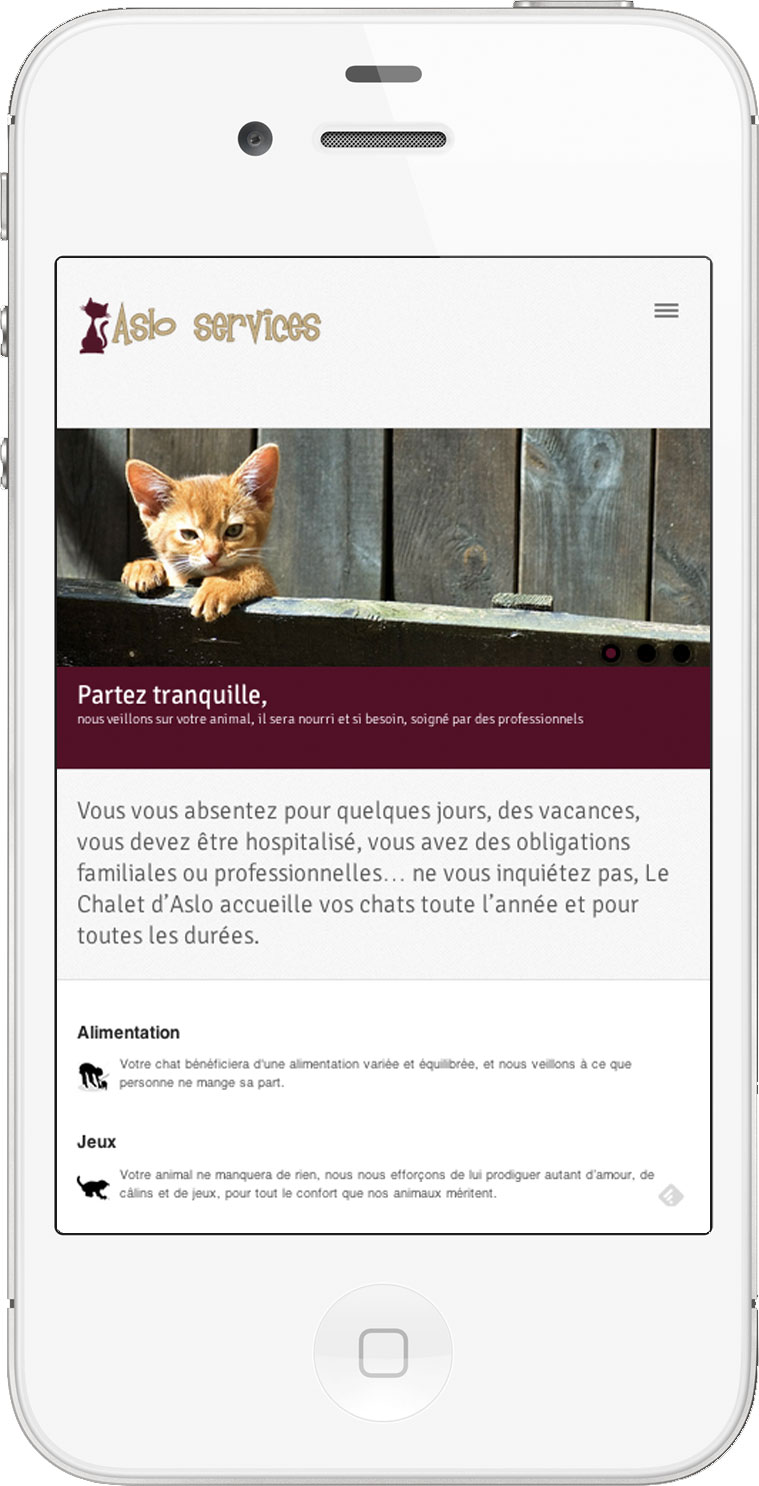 Aslo services
Partez tranquille,
nous veillons sur votre animal, il sera nourri et si besoin, soigné par des professionnels
Vous vous absentez pour quelques jours, des vacances,
vous devez être hospitalisé, vous avez des obligations
familiales ou professionnelles… ne vous inquiétez pas, Le
Chalet d’Aslo accueille vos chats toute l’année et pour
toutes les durées.
Alimentation
Votre chat bénéficiera d'une alimentation variée et équilibrée, et nous veillons à ce que
personne ne mange sa part.
Jeux
Votre animal ne manquera de rien, nous nous efforçons de lui prodiguer autant d'amour, de
câlins et de jeux, pour tout le confort que nos animaux méritent.